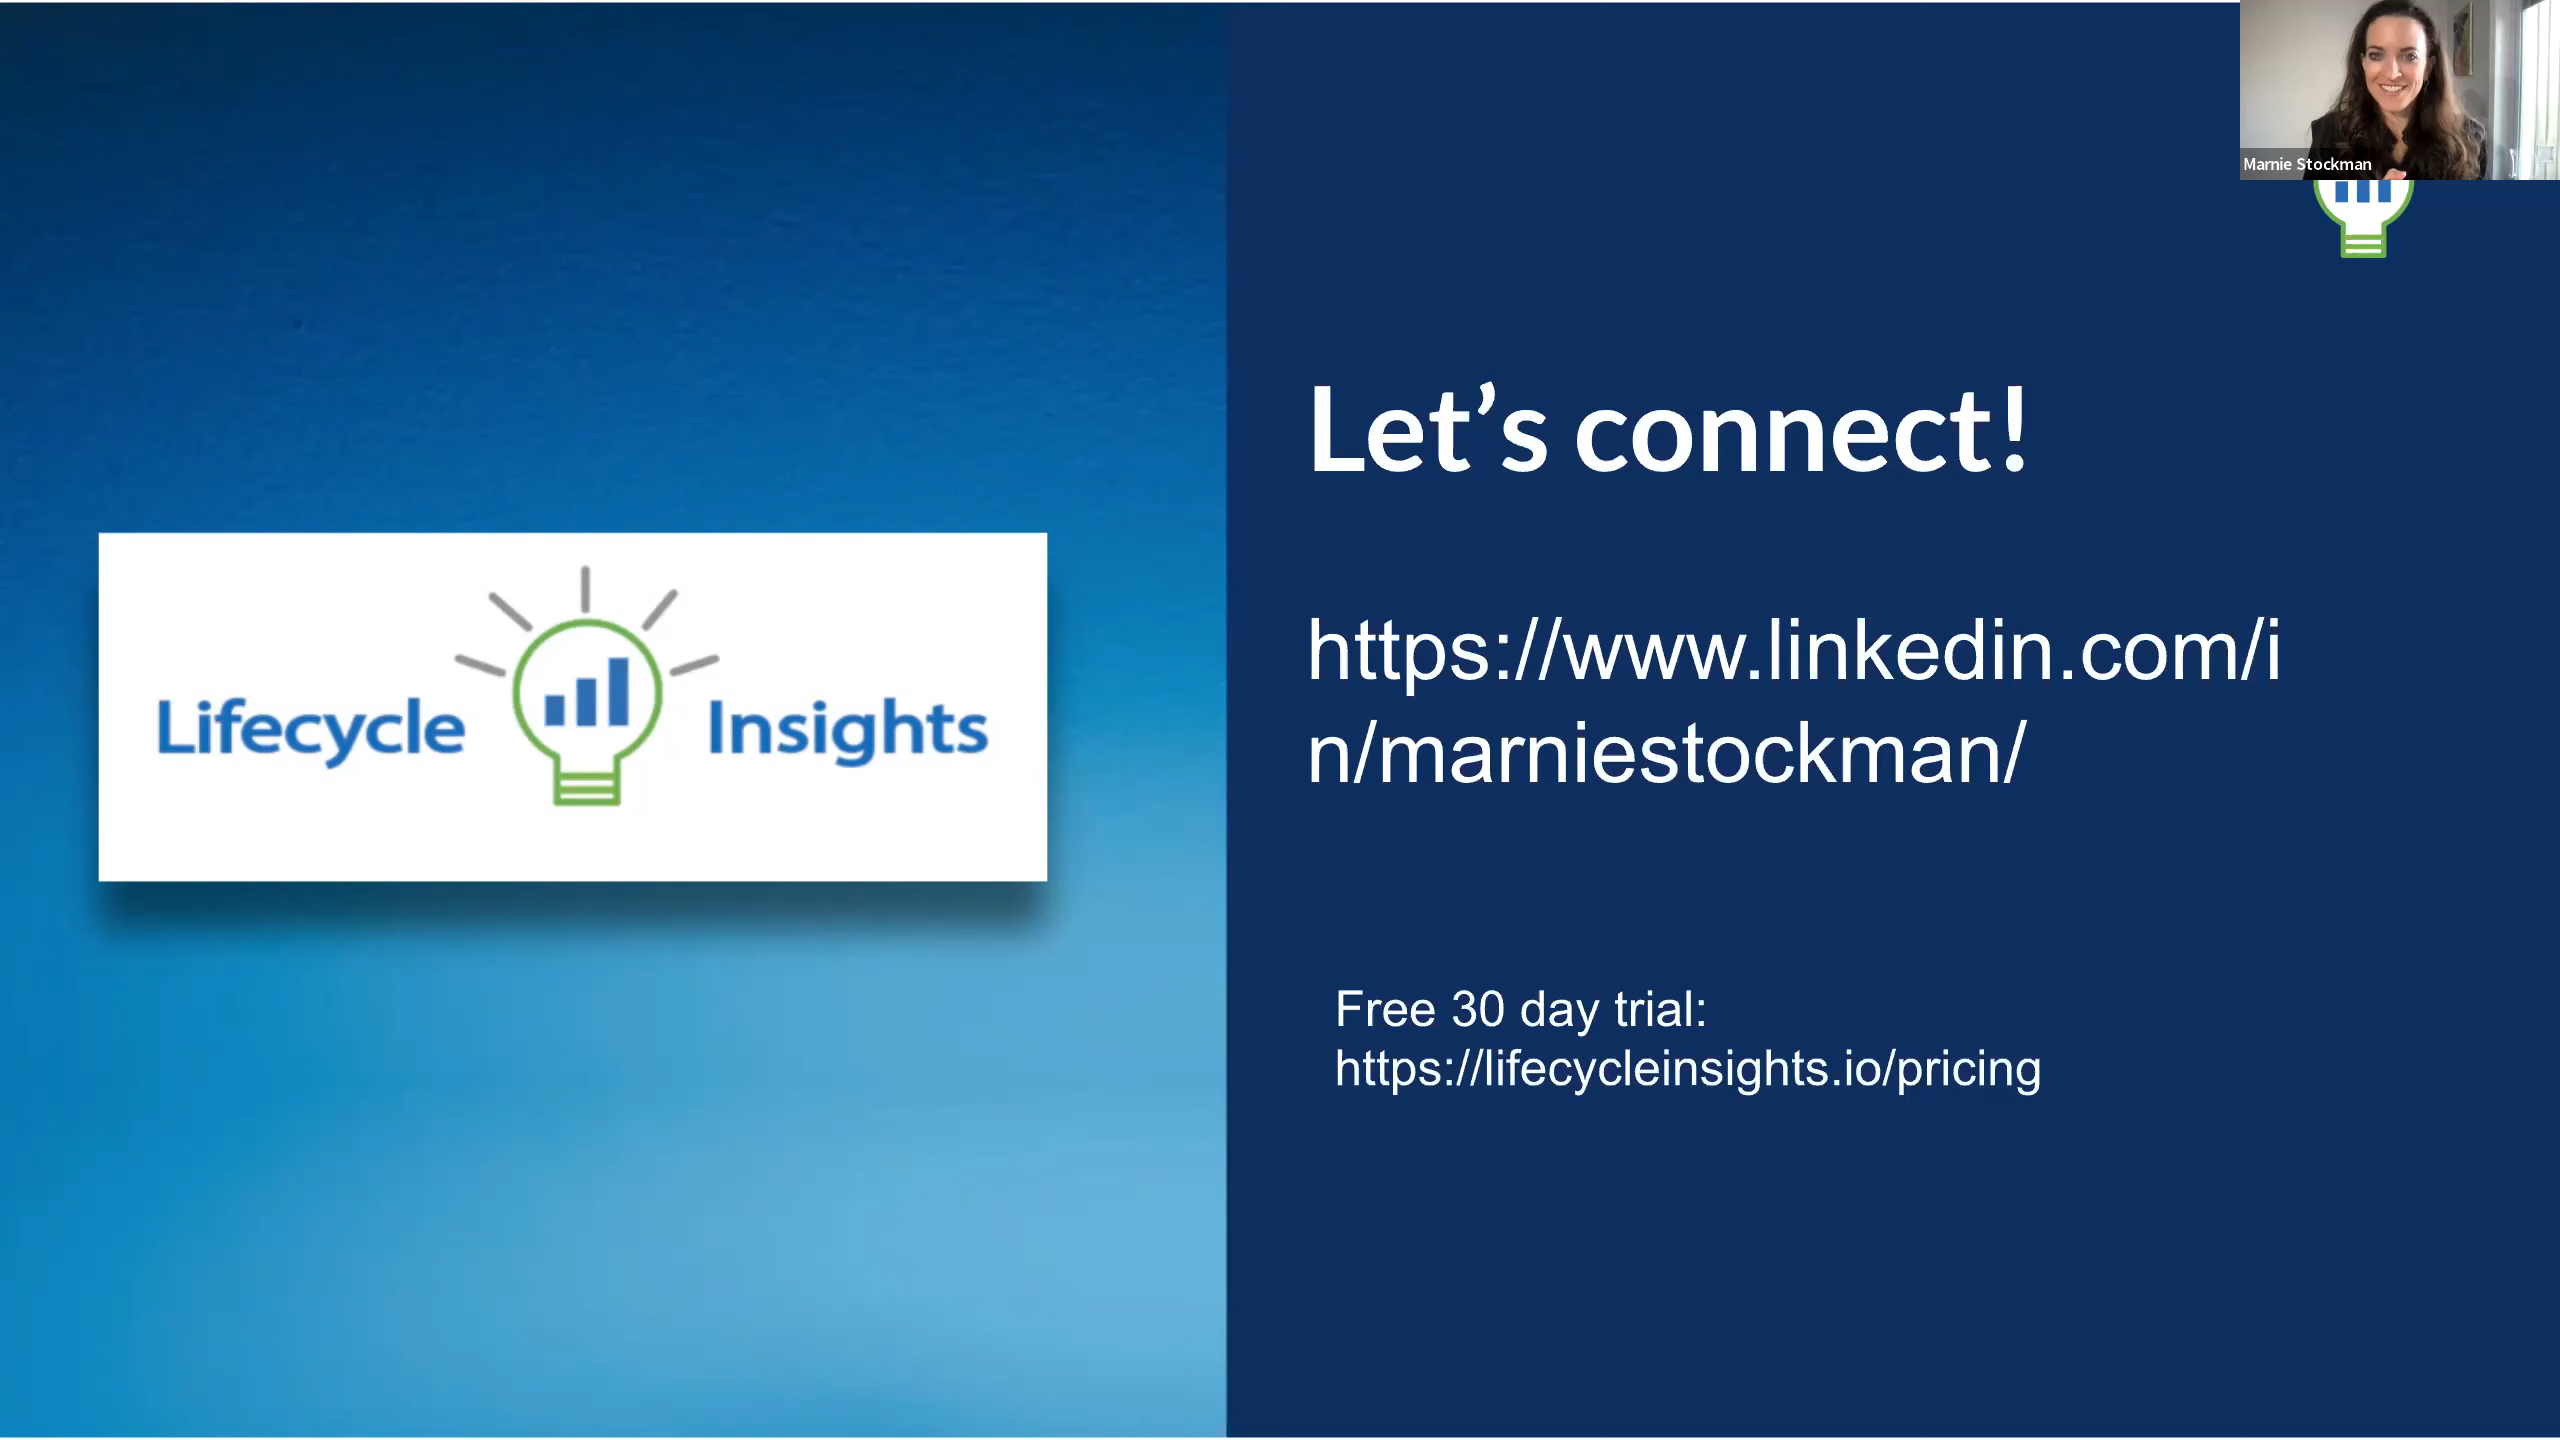 Marnie Stockman
Let’s connect!
https://www.linkedin.com/i
n/marniestockman/
Lifecycle Insights
Free 30 day trial:
https://lifecycleinsights.io/pricing